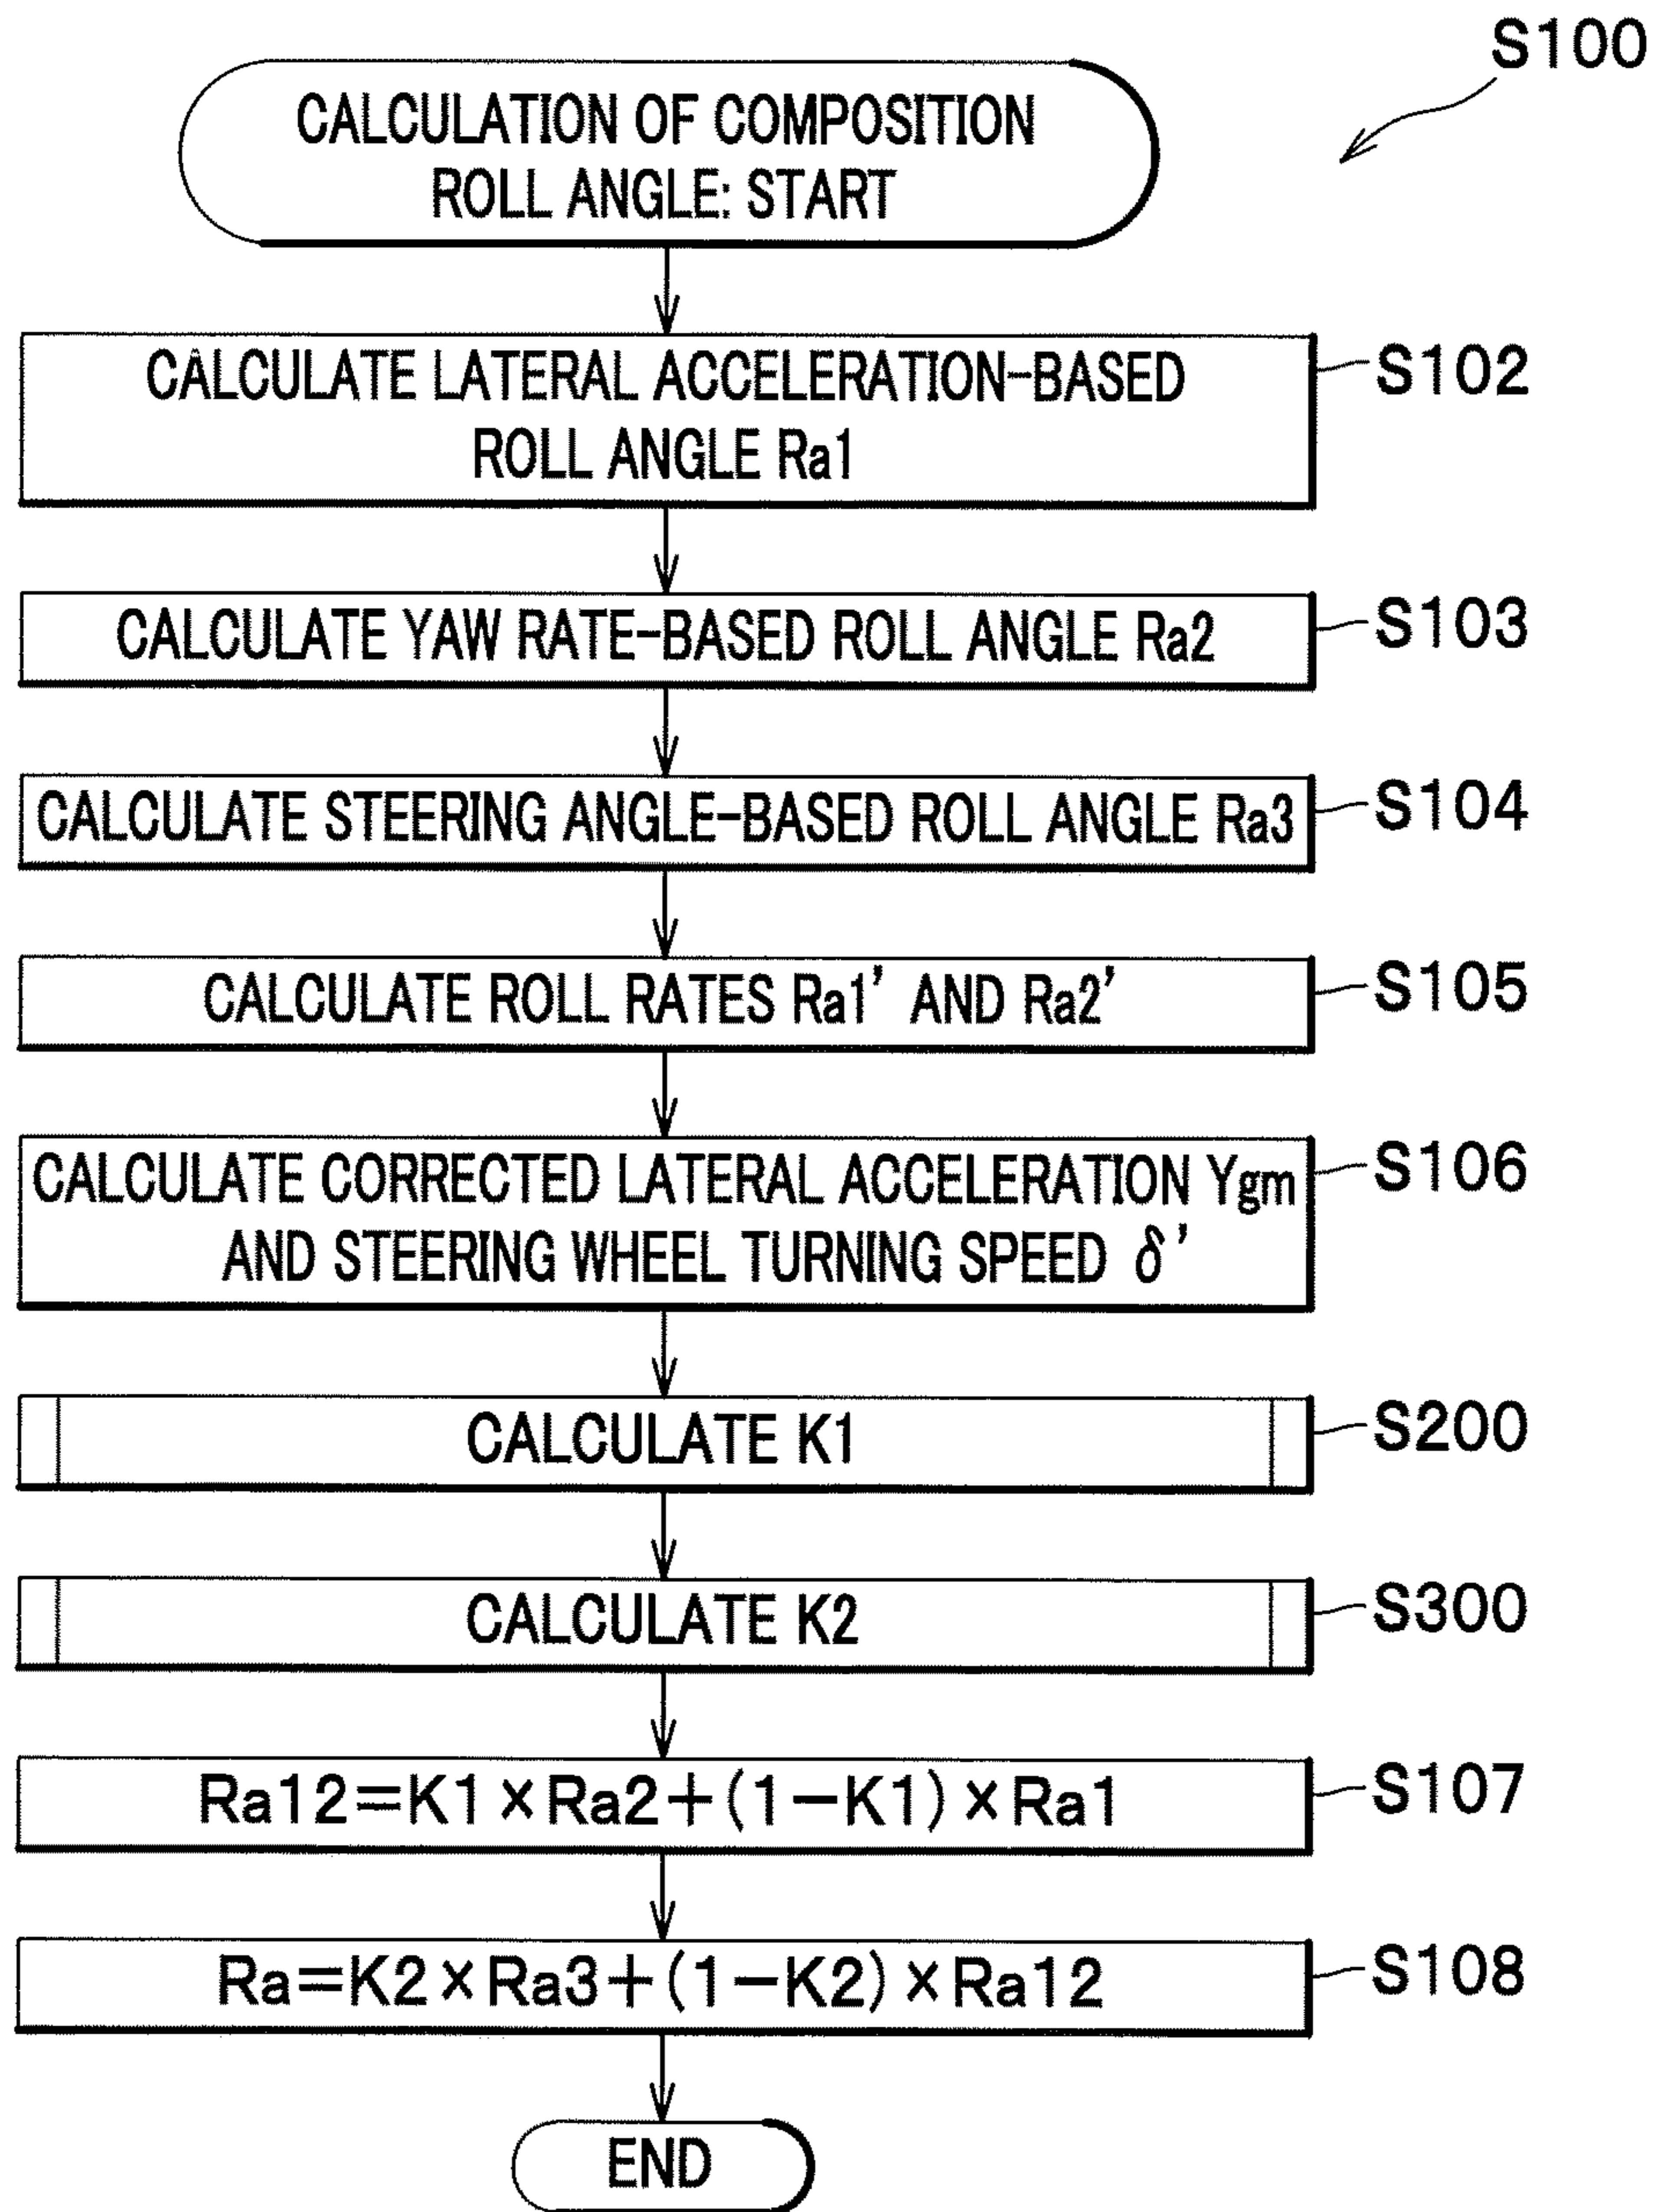 S100
CALCULATION OF COMPOSITION
ROLL ANGLE: START
CALCULATE LATERAL ACCELERATION-BASED
ROLL ANGLE Ra1
S102
CALCULATE YAW RATE-BASED ROLL ANGLE Ra2
S103
CALCULATE STEERING ANGLE-BASED ROLL ANGLE Ra3
S104
CALCULATE ROLL RATES Ra1' AND Ra2'
S105
CALCULATE CORRECTED LATERAL ACCELERATION Ygm
AND STEERING WHEEL TURNING SPEED δ'
S106
CALCULATE K1
S200
CALCULATE K2
S300
Ra12=K1×Ra2+(1-K1)×Ra1
S107
Ra=K2×Ra3+(1-K2)×Ra12
S108
END